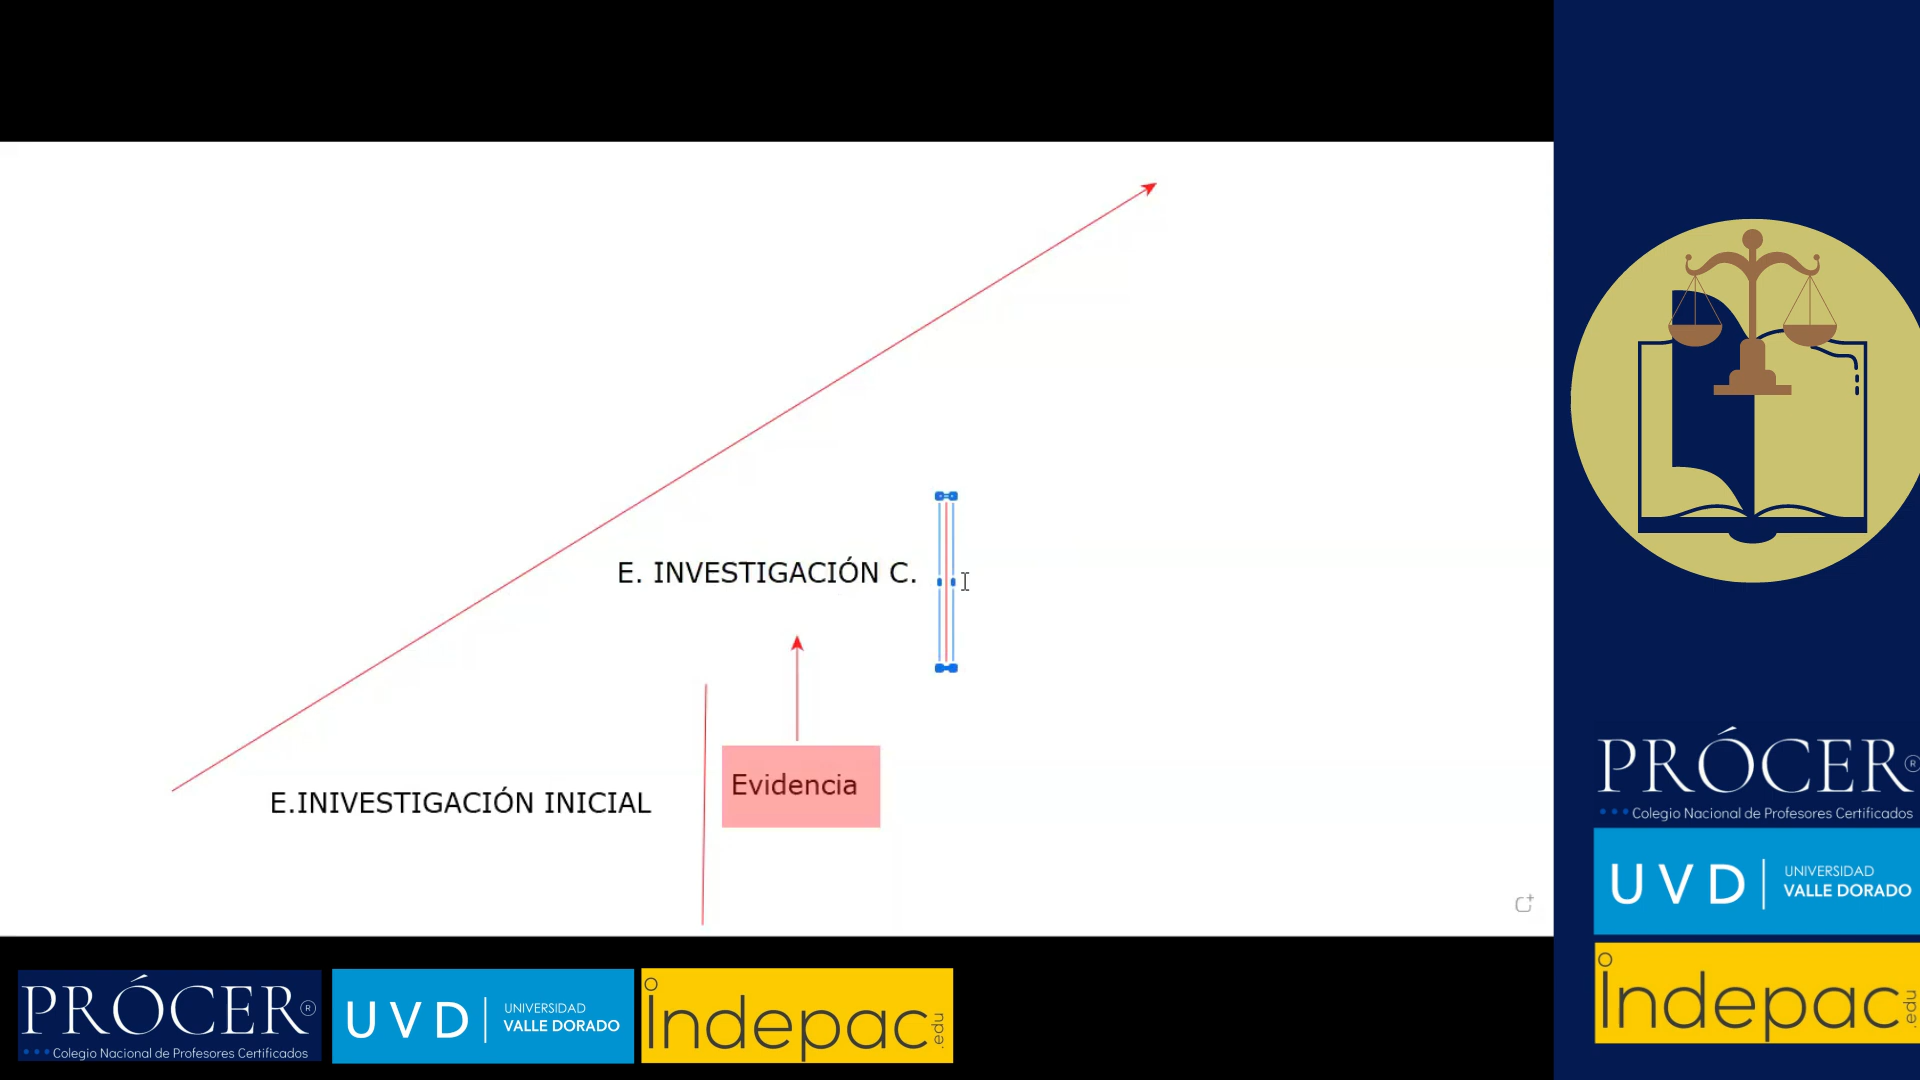 E. INVESTIGACIÓN C.
Evidencia
E.INIVESTIGACIÓN INICIAL
PRÓCER®
Colegio Nacional de Profesores Certificados
UVD
UNIVERSIDAD
VALLE DORADO
indepac
.edu
PRÓCER®
Colegio Nacional de Profesores Certificados
UVD
UNIVERSIDAD
VALLE DORADO
indepac
.edu